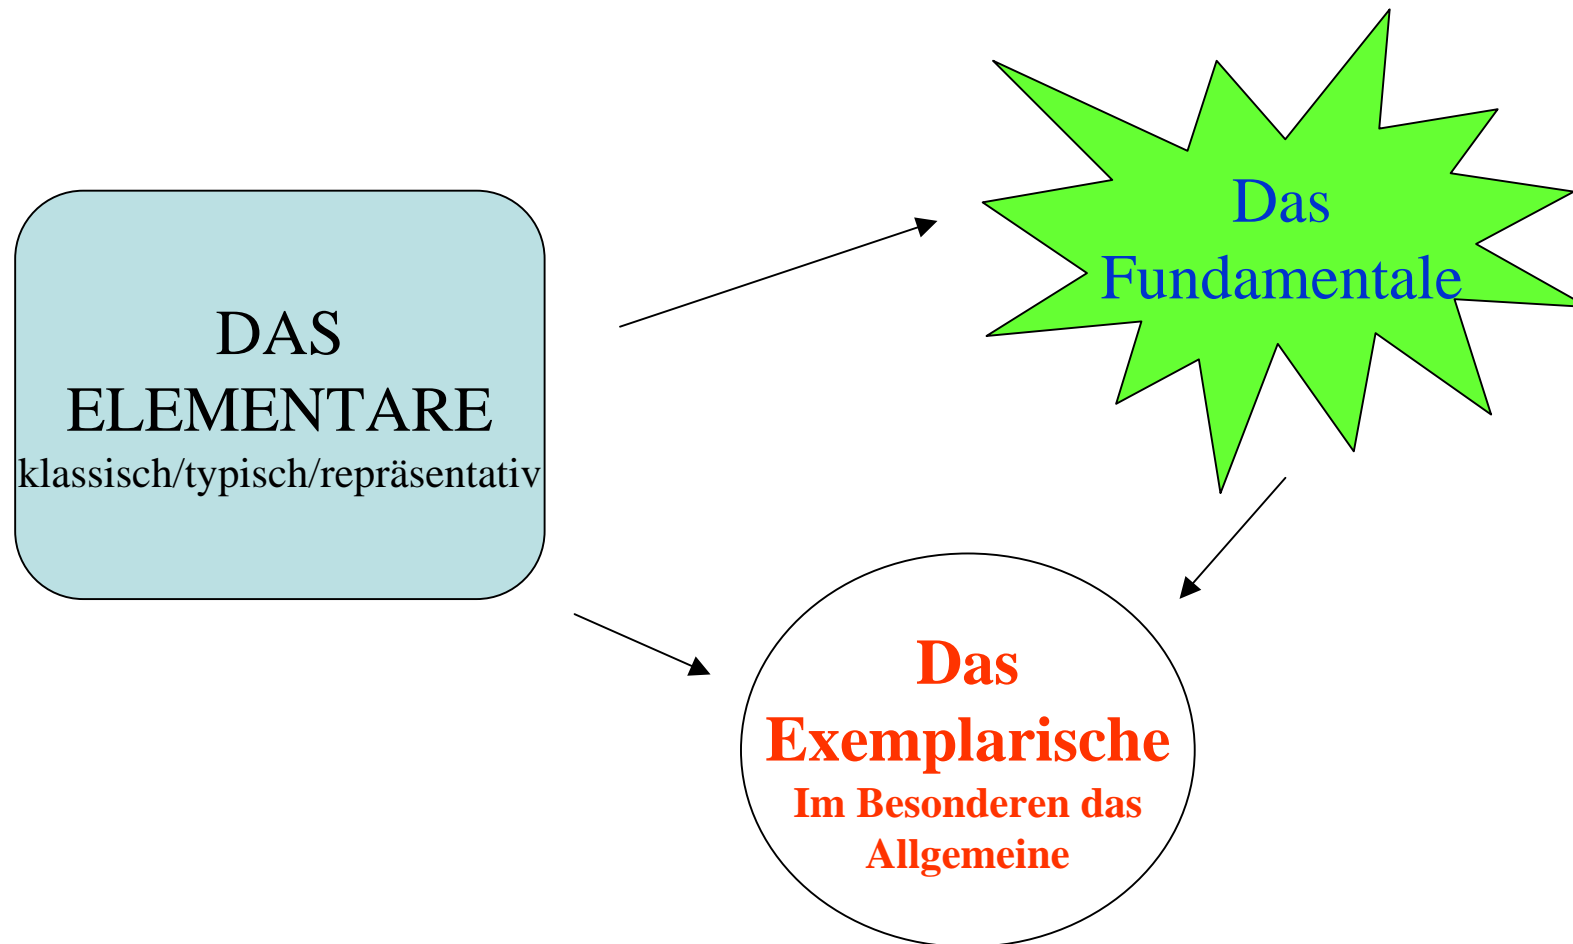 DAS
ELEMENTARE
klassisch/typisch/repräsentativ
Das
Fundamentale
Das
Exemplarische
Im Besonderen das
Allgemeine